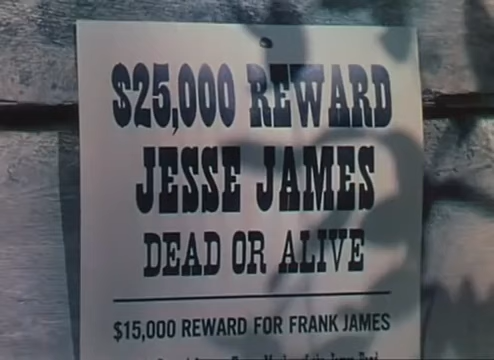 $25,000 REWARD
JESSE JAMES
DEAD OR ALIVE
$15,000 REWARD FOR FRANK JAMES